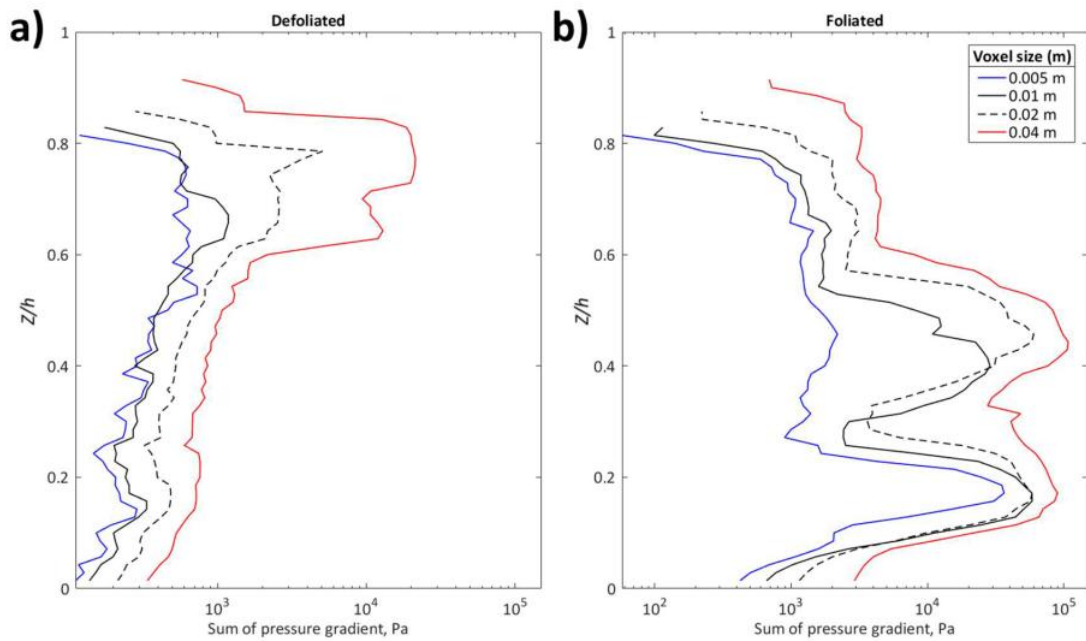 a)
Defoliated
1
0.8
0.6
0.4
0.2
0
Z/h
10³
10⁴
10⁵
Sum of pressure gradient, Pa
b)
Foliated
1
0.8
0.6
0.4
0.2
0
Z/h
10²
10³
10⁴
10⁵
Sum of pressure gradient, Pa
Voxel size (m)
0.005 m
0.01 m
0.02 m
0.04 m